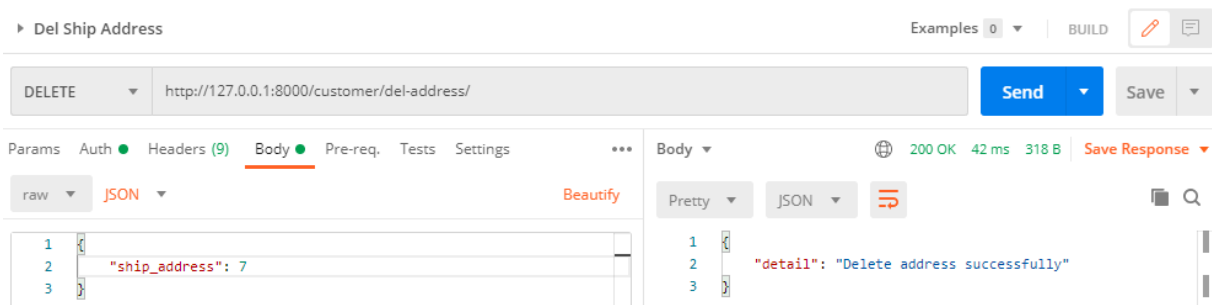 Del Ship Address Examples 0 BUILD
DELETE http://127.0.0.1:8000/customer/del-address/ Send Save
Params Auth Headers (9) Body Pre-req. Tests Settings ••• Body 200 OK 42 ms 318 B Save Response
raw JSON Beautify Pretty JSON
1 {
2 "ship_address": 7
3 }
1 {
2 "detail": "Delete address successfully"
3 }